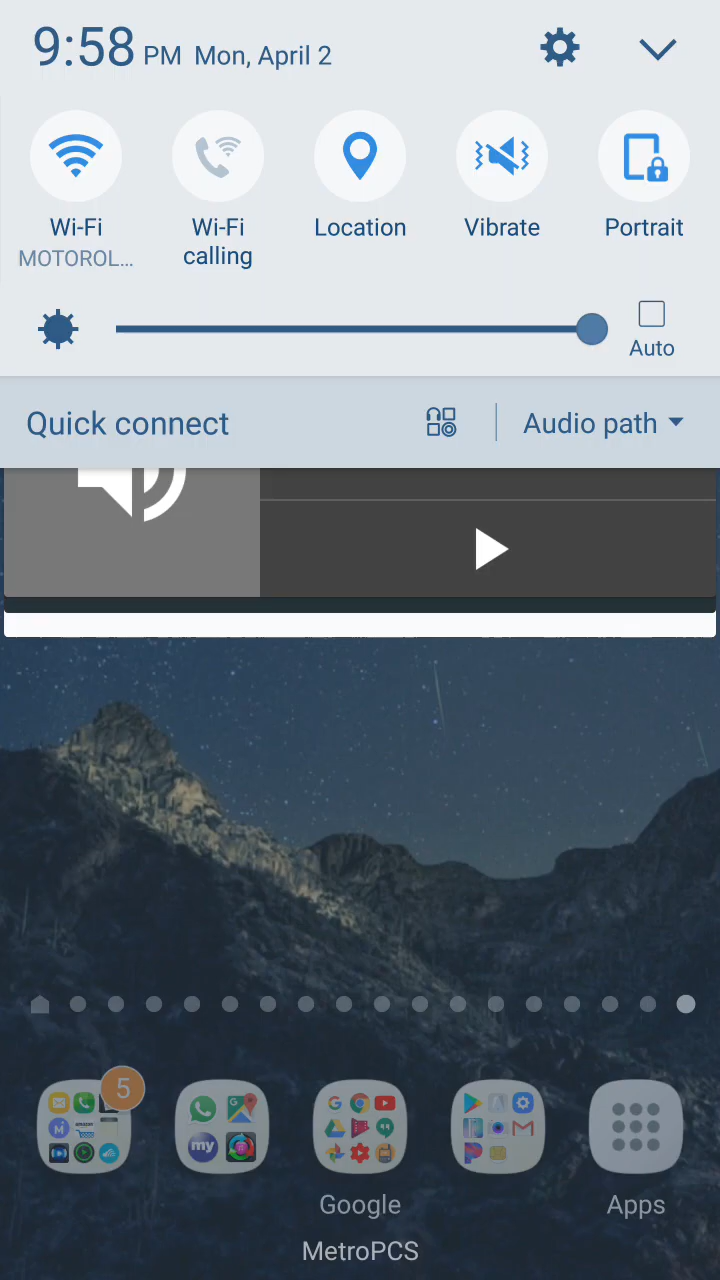 9:58 PM Mon, April 2
Wi-Fi
MOTOROL...
Wi-Fi calling
Location
Vibrate
Portrait
Auto
Quick connect
Audio path
5
my
Google
Apps
MetroPCS